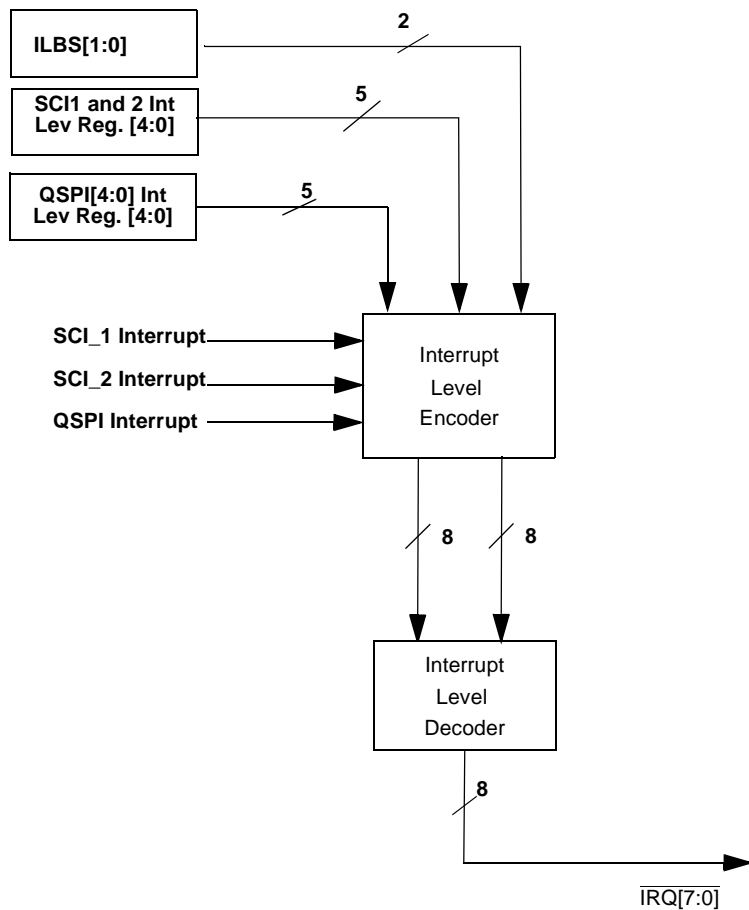 2
ILBS[1:0]
5
SCI1 and 2 Int
Lev Reg. [4:0]
5
QSPI[4:0] Int
Lev Reg. [4:0]
SCI_1 Interrupt
SCI_2 Interrupt
QSPI Interrupt
Interrupt
Level
Encoder
8
8
Interrupt
Level
Decoder
8
IRQ[7:0]